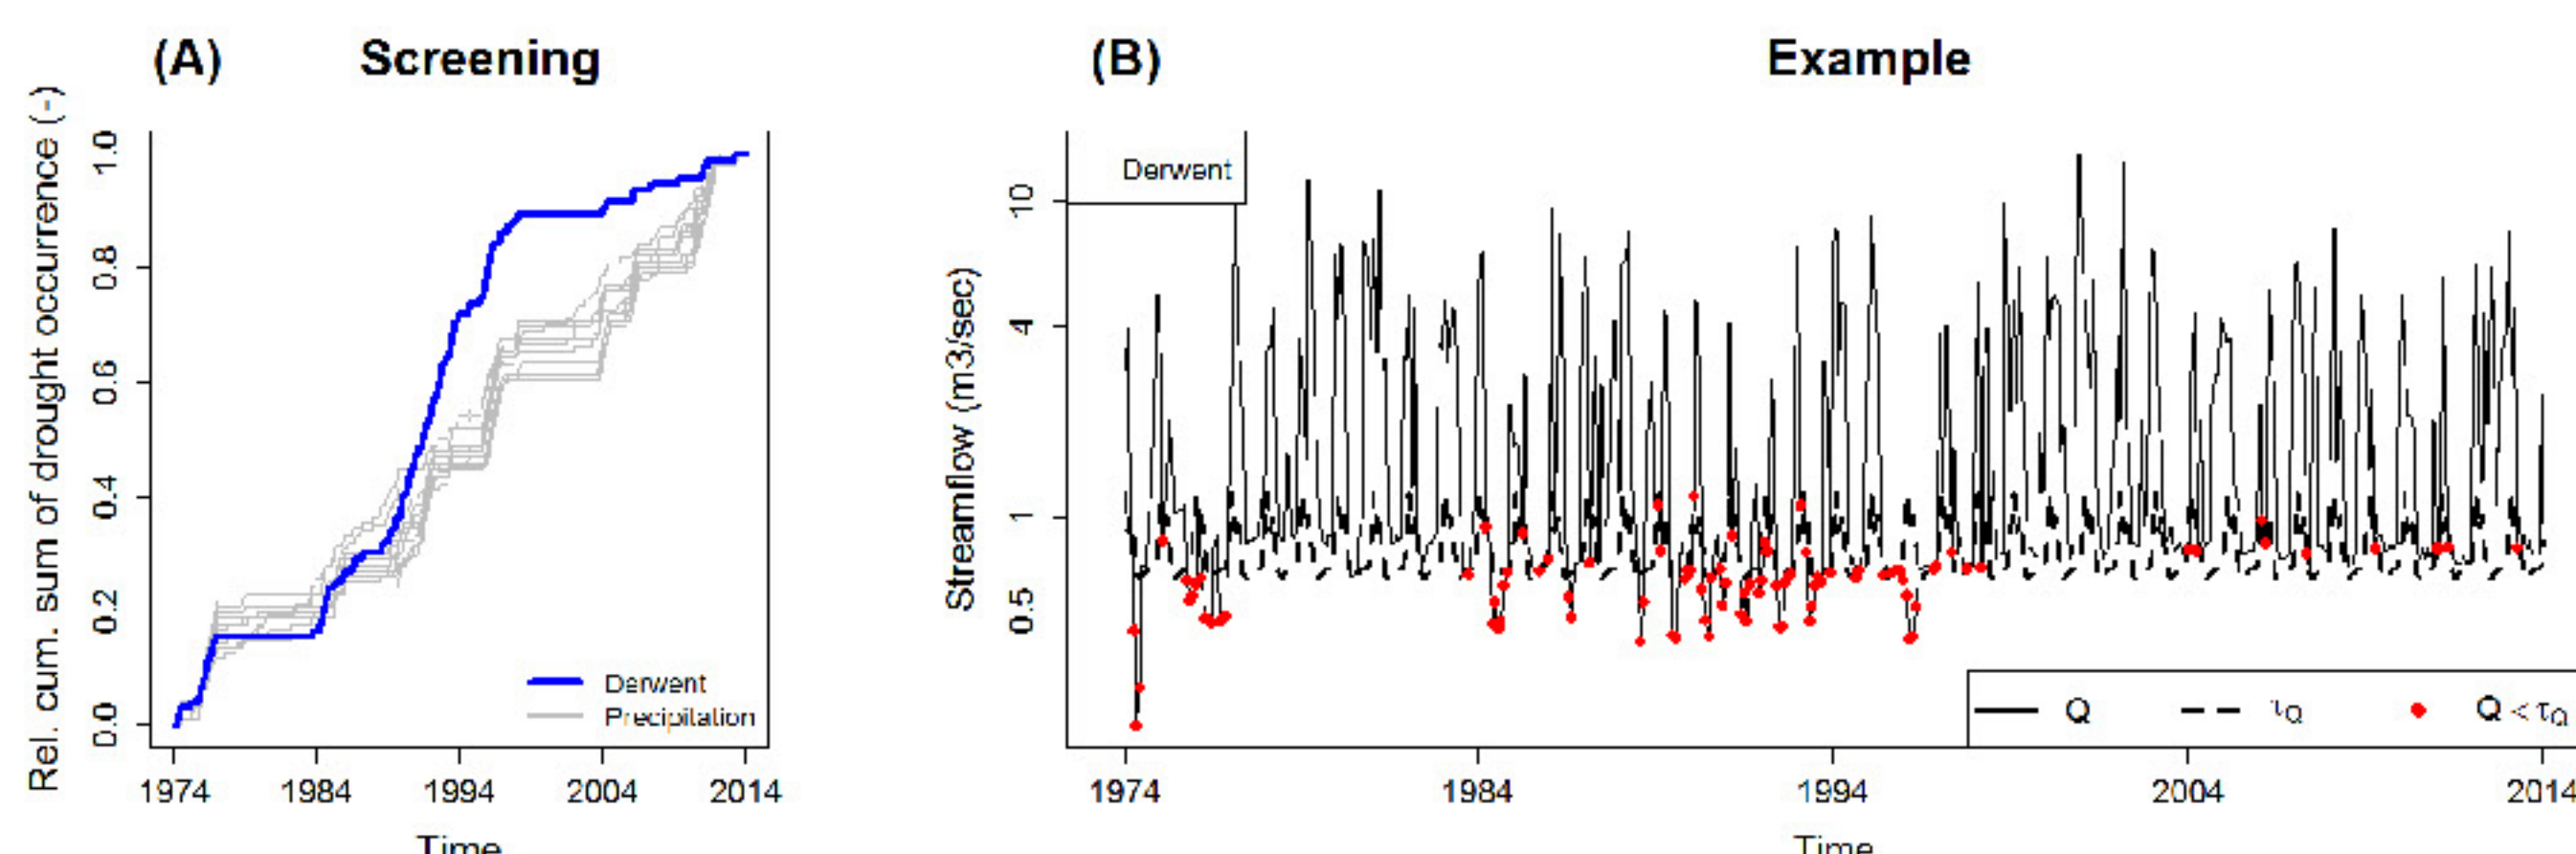 (A) Screening
Rel. cum. sum of drought occurrence (-)
1.0
0.8
0.6
0.4
0.2
0.0
Derwent
Precipitation
1974 1984 1994 2004 2014
Time
(B) Example
Streamflow (m3/sec)
10
4
1
0.5
Derwent
Q τQ Q < τQ
1974 1984 1994 2004 2014
Time